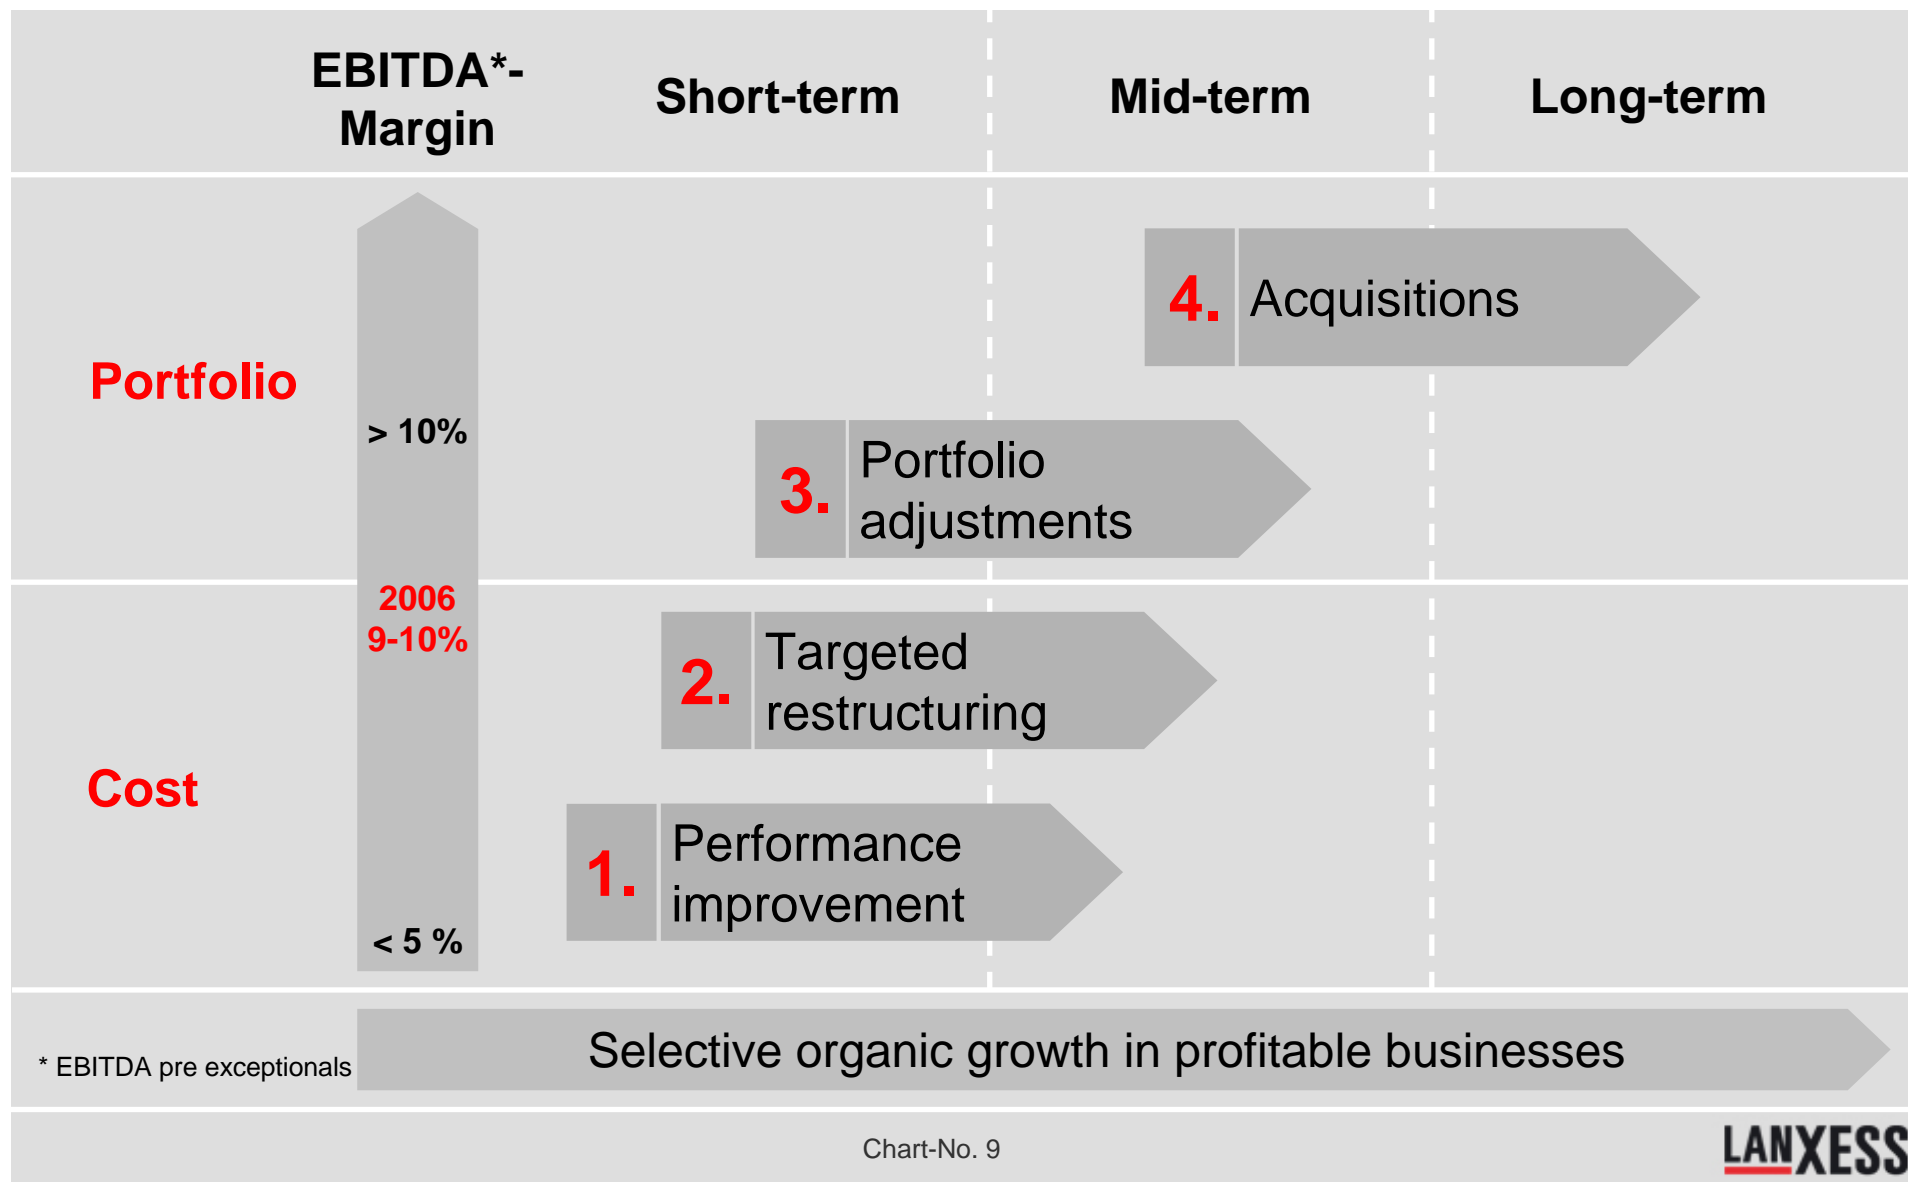 EBITDA*-
Margin
Short-term
Mid-term
Long-term
Portfolio
> 10%
4. Acquisitions
3. Portfolio
adjustments
2006
9-10%
Cost
2. Targeted
restructuring
1. Performance
improvement
< 5 %
* EBITDA pre exceptionals
Selective organic growth in profitable businesses
Chart-No. 9
LANXESS